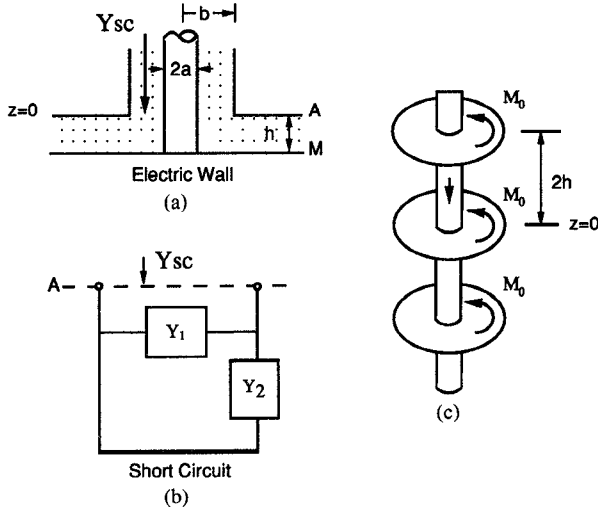 b
Ysc
2a
z=0
A
h
M
Electric Wall
(a)
M₀
2h
M₀
z=0
M₀
(c)
Ysc
A
Y₁
Y₂
Short Circuit
(b)